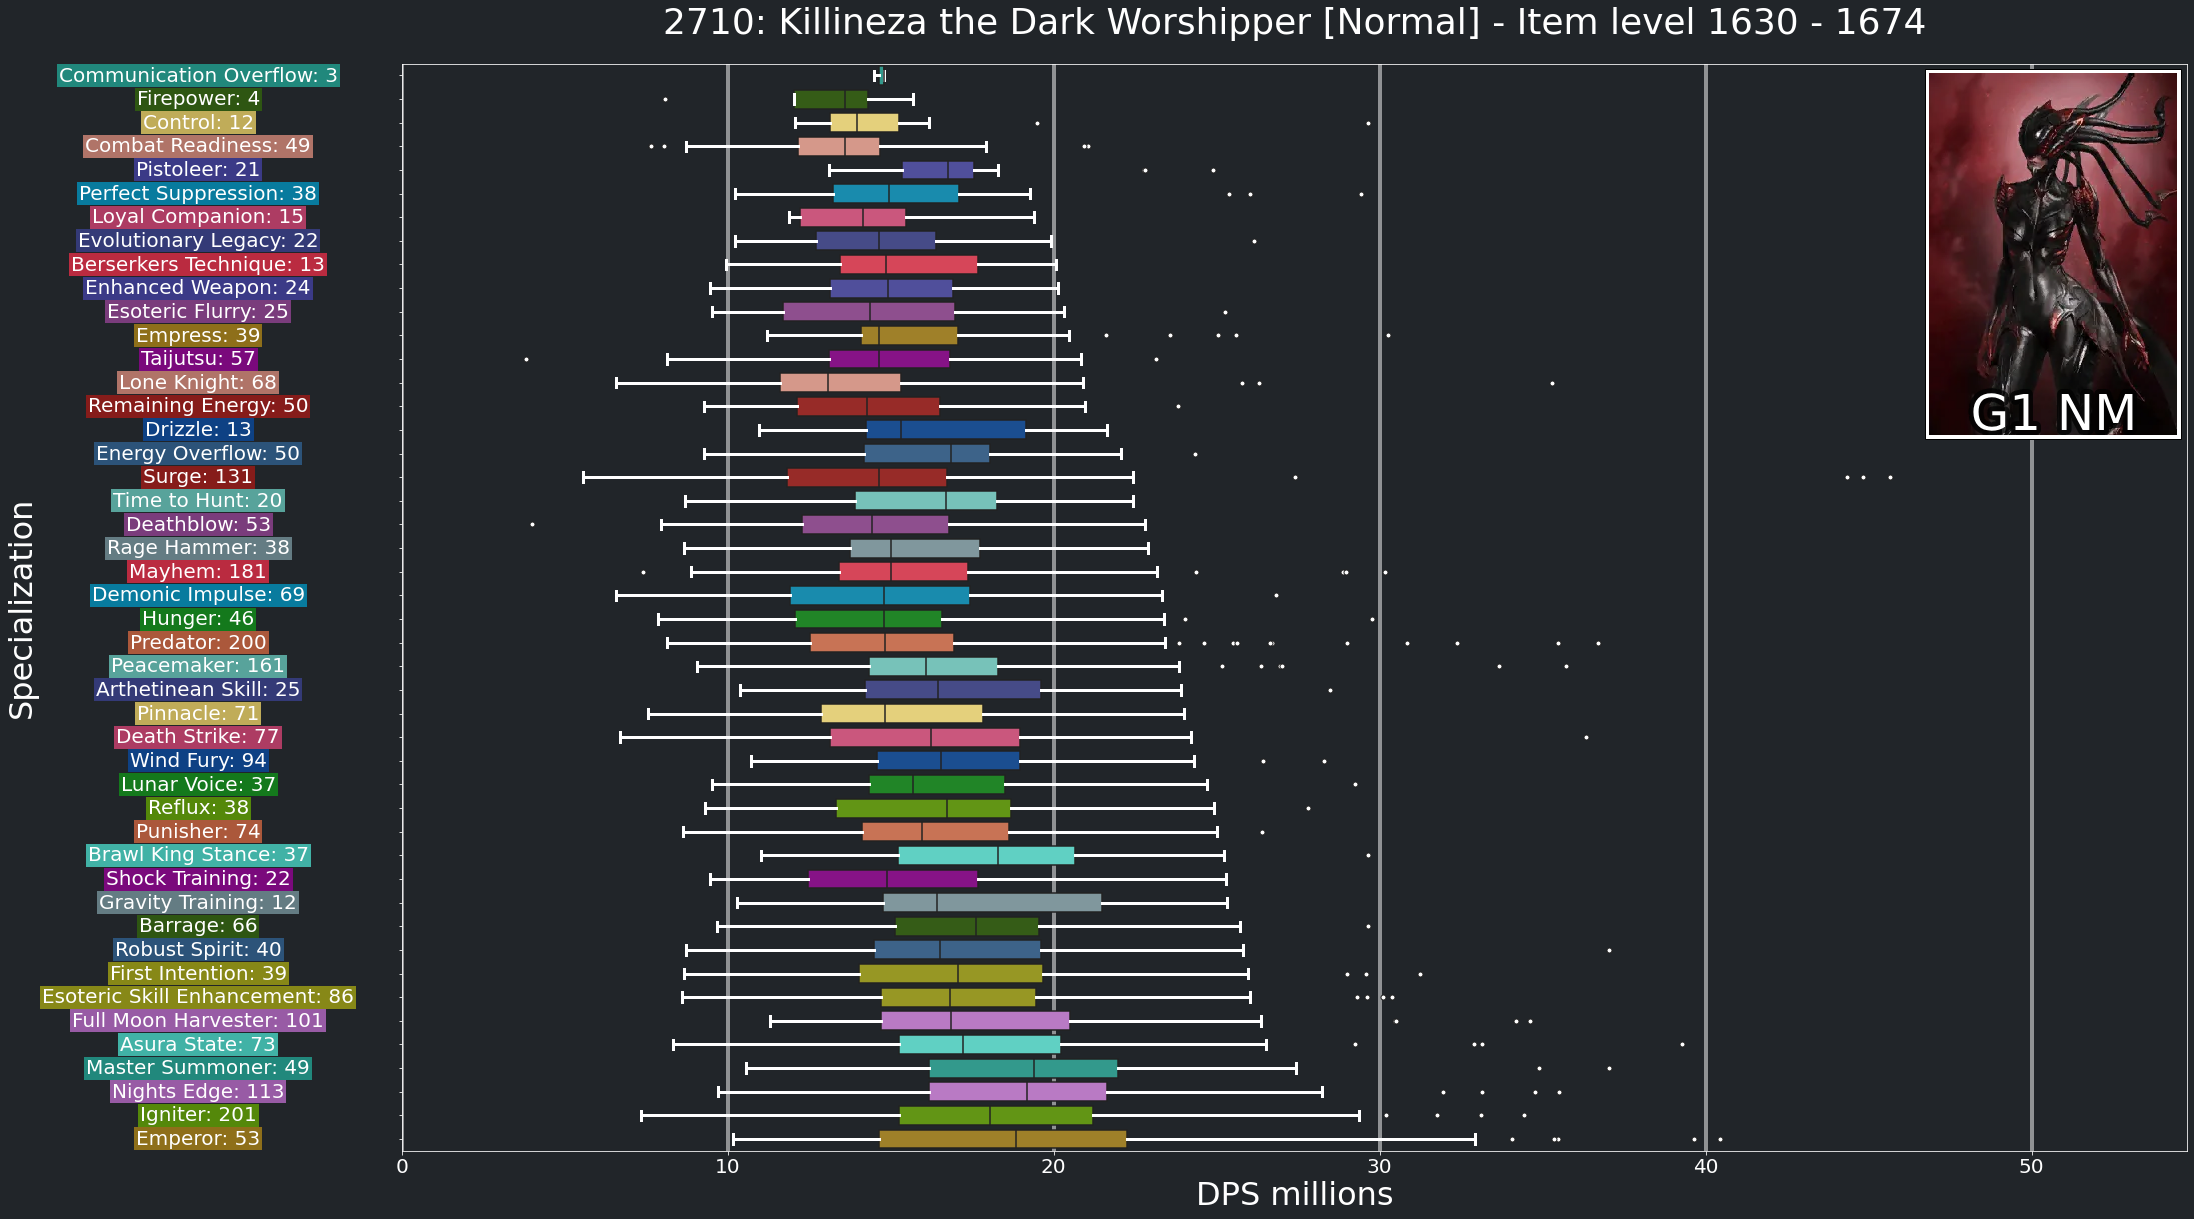 2710: Killineza the Dark Worshipper [Normal] - Item level 1630 - 1674
Communication Overflow: 3
Firepower: 4
Control: 12
Combat Readiness: 49
Pistoleer: 21
Perfect Suppression: 38
Loyal Companion: 15
Evolutionary Legacy: 22
Berserkers Technique: 13
Enhanced Weapon: 24
Esoteric Flurry: 25
Empress: 39
Taijutsu: 57
Lone Knight: 68
Remaining Energy: 50
Drizzle: 13
Energy Overflow: 50
Surge: 131
Time to Hunt: 20
Deathblow: 53
Rage Hammer: 38
Mayhem: 181
Demonic Impulse: 69
Hunger: 46
Predator: 200
Peacemaker: 161
Arthetinean Skill: 25
Pinnacle: 71
Death Strike: 77
Wind Fury: 94
Lunar Voice: 37
Reflux: 38
Punisher: 74
Brawl King Stance: 37
Shock Training: 22
Gravity Training: 12
Barrage: 66
Robust Spirit: 40
First Intention: 39
Esoteric Skill Enhancement: 86
Full Moon Harvester: 101
Asura State: 73
Master Summoner: 49
Nights Edge: 113
Igniter: 201
Emperor: 53
Specialization
G1 NM
0 10 20 30 40 50
DPS millions